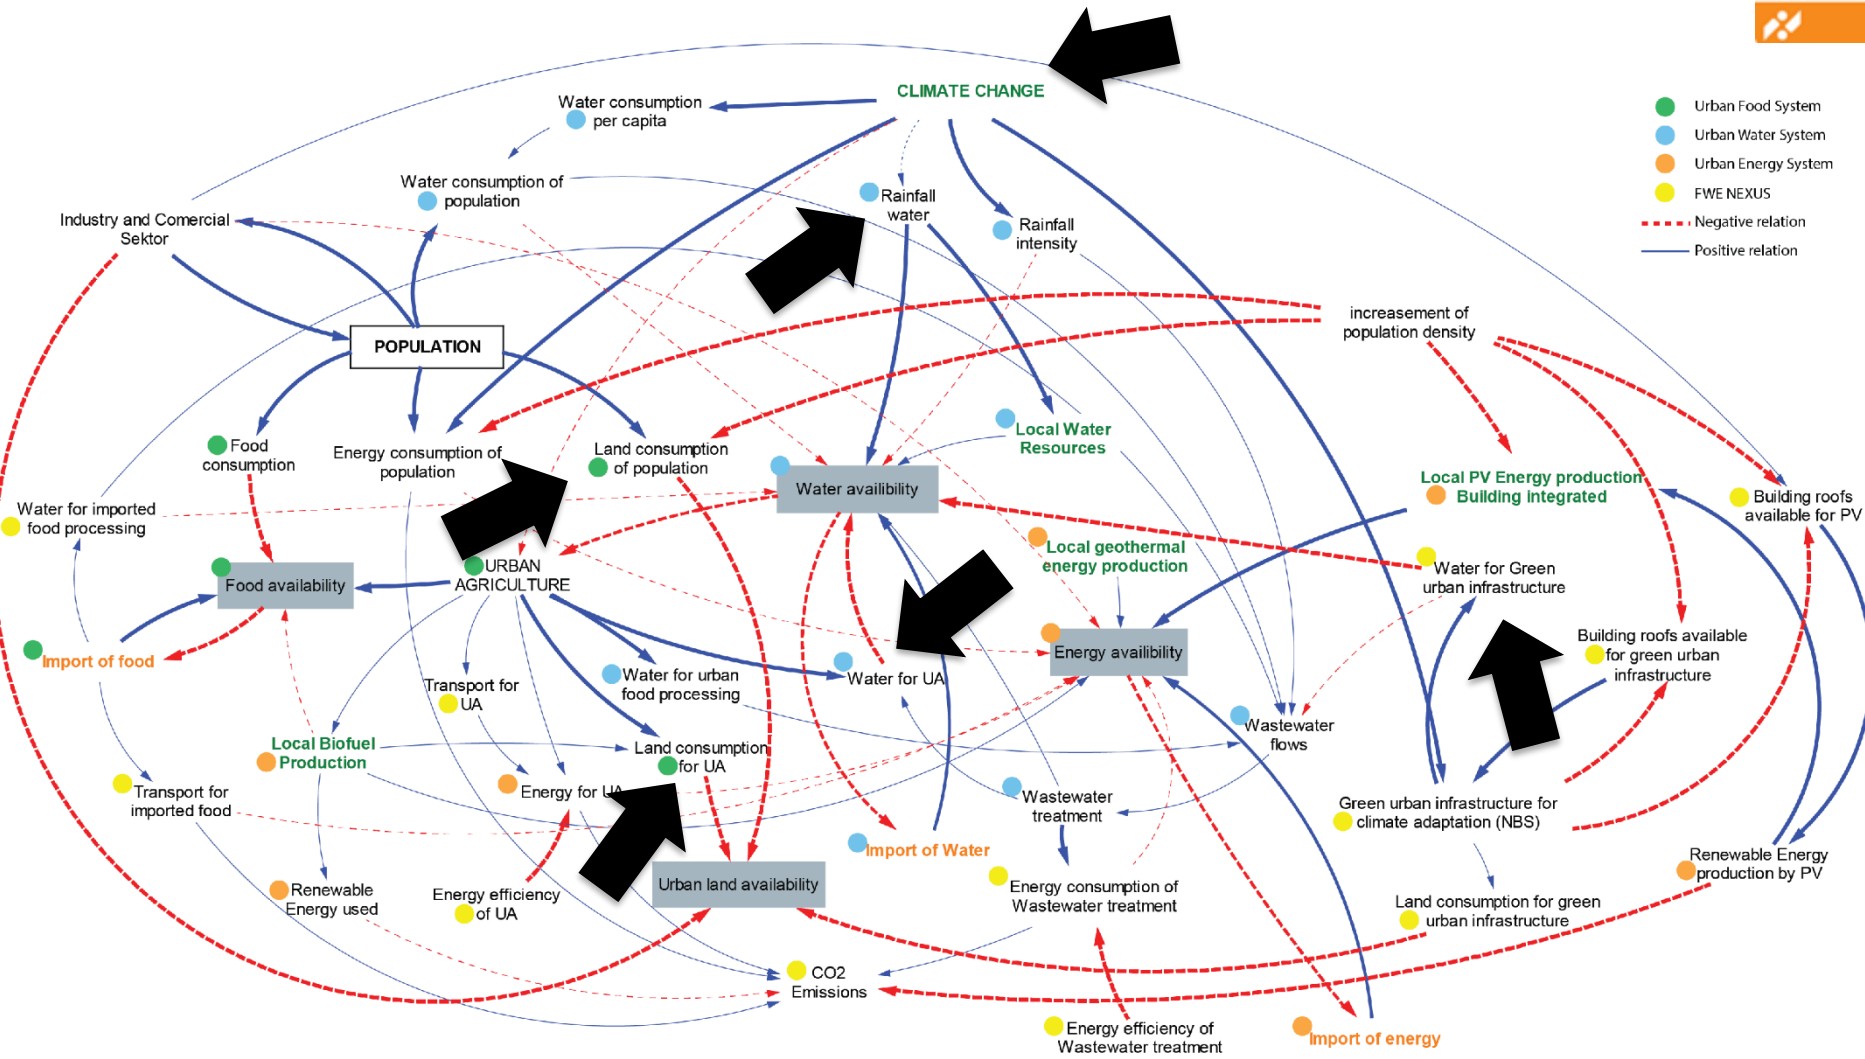 CLIMATE CHANGE
Water consumption
per capita
Urban Food System
Urban Water System
Urban Energy System
FWE NEXUS
Negative relation
Positive relation
Water consumption of
population
Rainfall
water
Rainfall
intensity
Industry and Comercial
Sektor
increasement of
population density
POPULATION
Food
consumption
Energy consumption of
population
Land consumption
of population
Local Water
Resources
Water availibility
Local PV Energy production
Building integrated
Building roofs
available for PV
Water for imported
food processing
Local geothermal
energy production
Food availability
URBAN
AGRICULTURE
Water for Green
urban infrastructure
Import of food
Energy availibility
Building roofs available
for green urban
infrastructure
Transport for
UA
Water for urban
food processing
Water for UA
Wastewater
flows
Local Biofuel
Production
Land consumption
for UA
Transport for
imported food
Energy for UA
Wastewater
treatment
Green urban infrastructure for
climate adaptation (NBS)
Import of Water
Renewable Energy
production by PV
Renewable
Energy used
Energy efficiency
of UA
Urban land availability
Energy consumption of
Wastewater treatment
Land consumption for green
urban infrastructure
CO2
Emissions
Energy efficiency of
Wastewater treatment
Import of energy